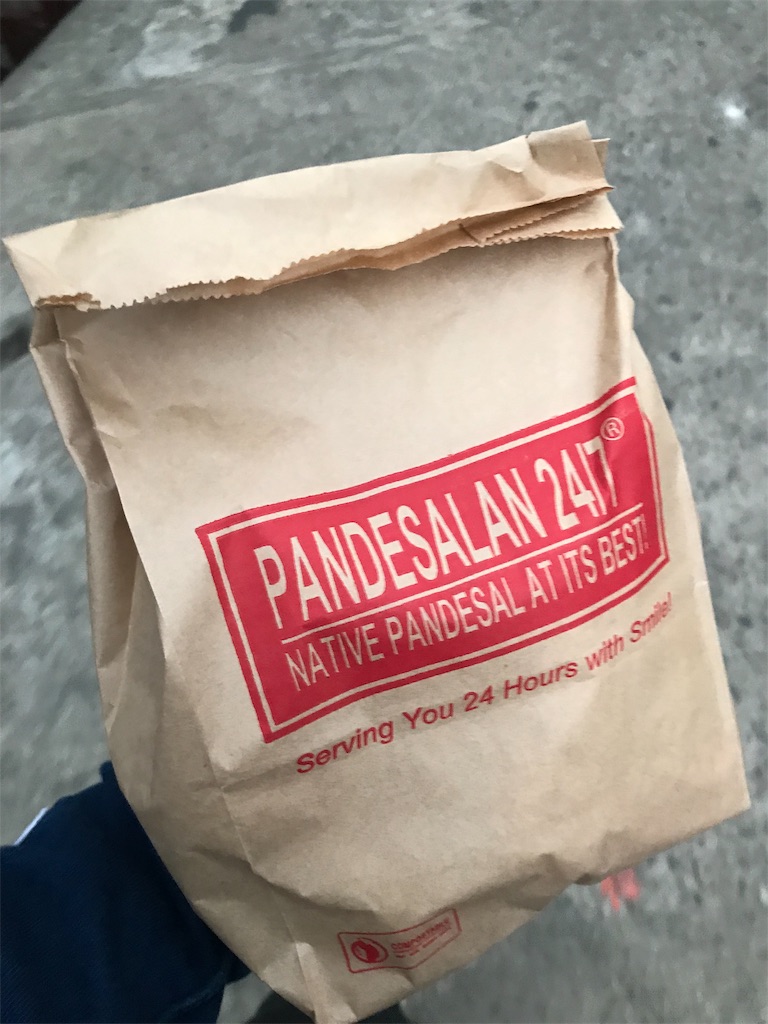 PANDESALAN 24/7®
NATIVE PANDESAL AT ITS BEST!
Serving You 24 Hours with Smile!